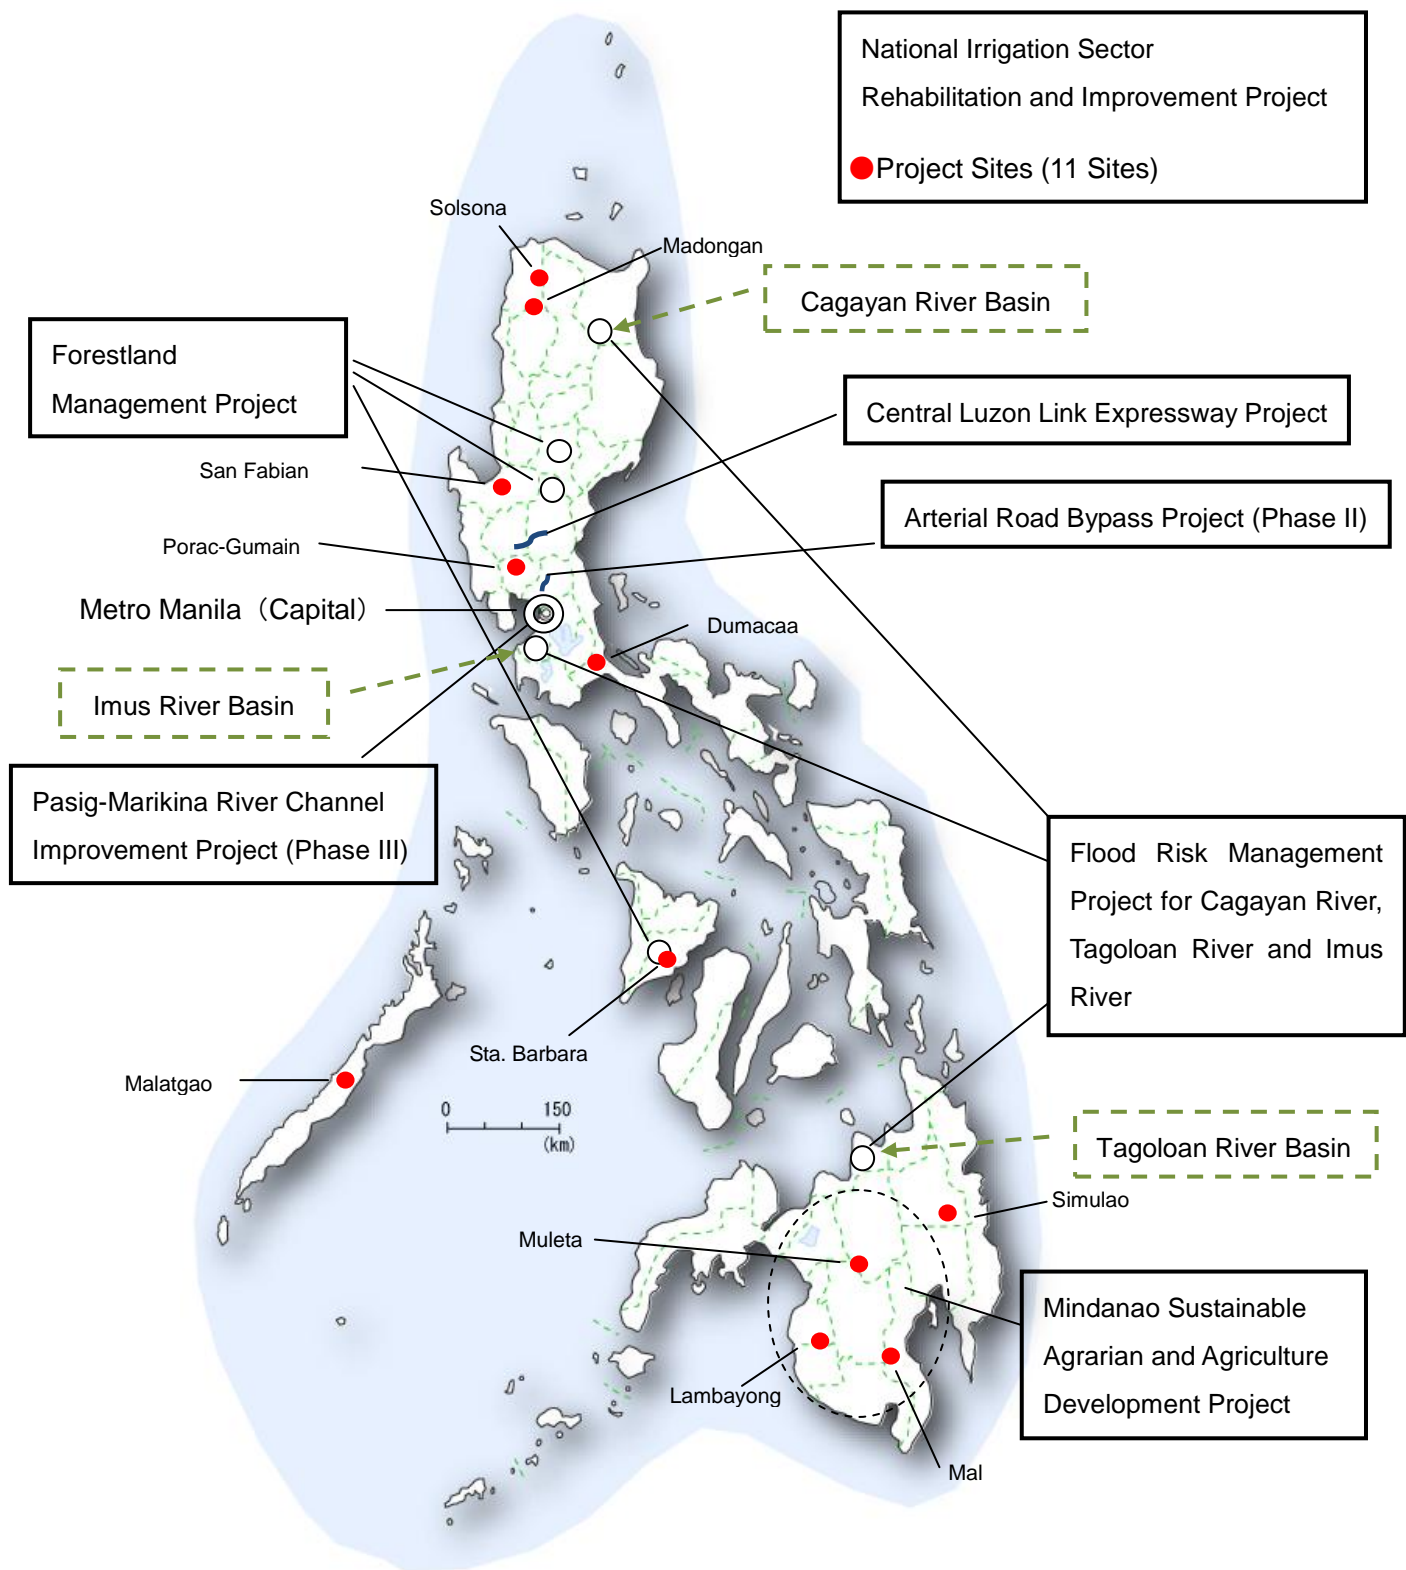 National Irrigation Sector
Rehabilitation and Improvement Project
Project Sites (11 Sites)
Solsona
Madongan
Cagayan River Basin
Forestland
Management Project
Central Luzon Link Expressway Project
San Fabian
Arterial Road Bypass Project (Phase II)
Porac-Gumain
Metro Manila（Capital）
Dumacaa
Imus River Basin
Pasig-Marikina River Channel
Improvement Project (Phase III)
Flood Risk Management
Project for Cagayan River,
Tagoloan River and Imus
River
Sta. Barbara
Malatgao
0 150
(km)
Tagoloan River Basin
Simulao
Muleta
Mindanao Sustainable
Agrarian and Agriculture
Development Project
Lambayong
Mal